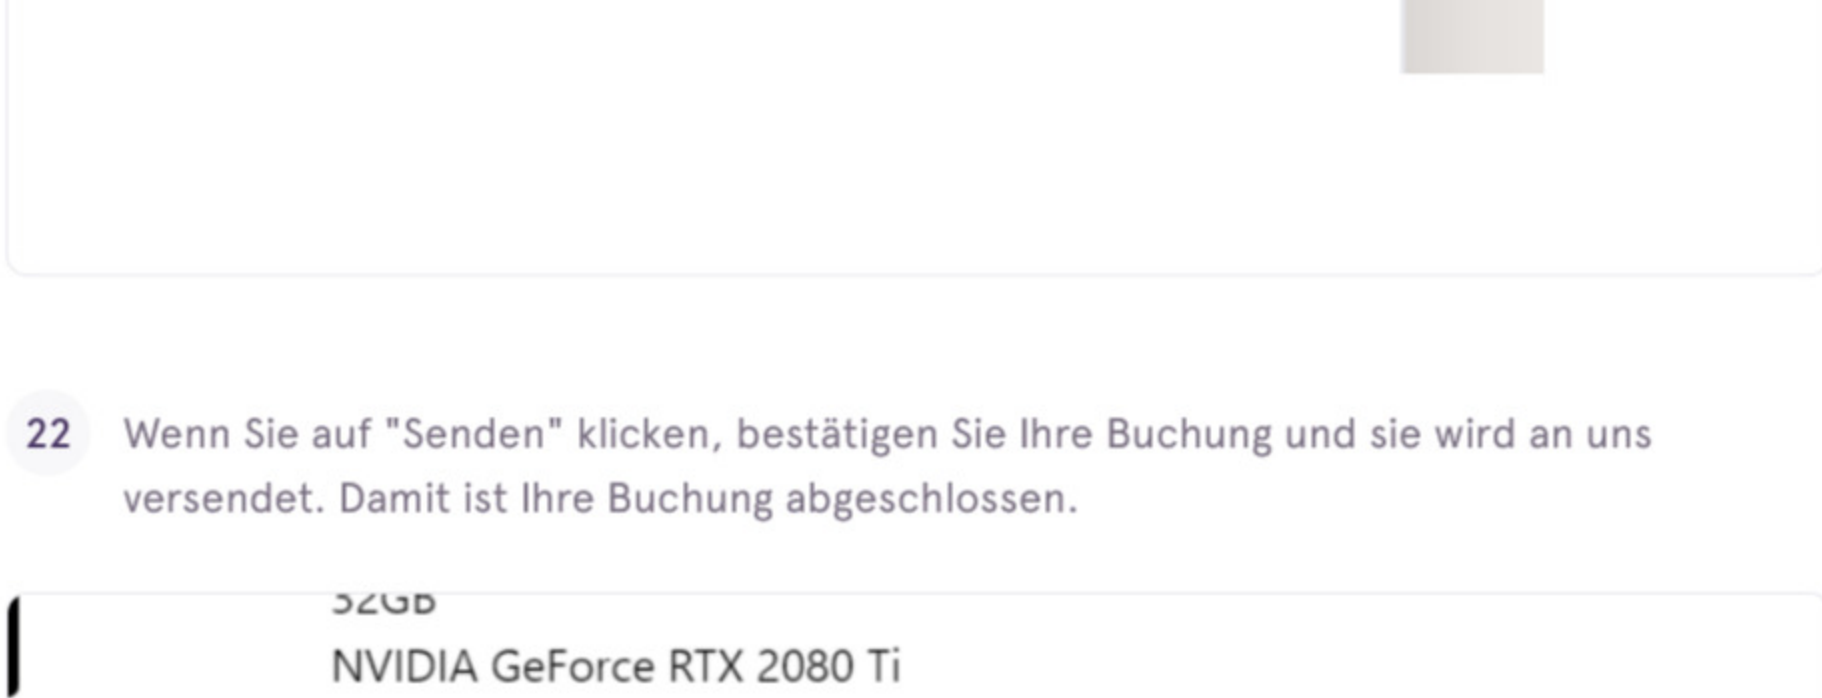 22
Wenn Sie auf "Senden" klicken, bestätigen Sie Ihre Buchung und sie wird an uns
versendet. Damit ist Ihre Buchung abgeschlossen.
32GB
NVIDIA GeForce RTX 2080 Ti